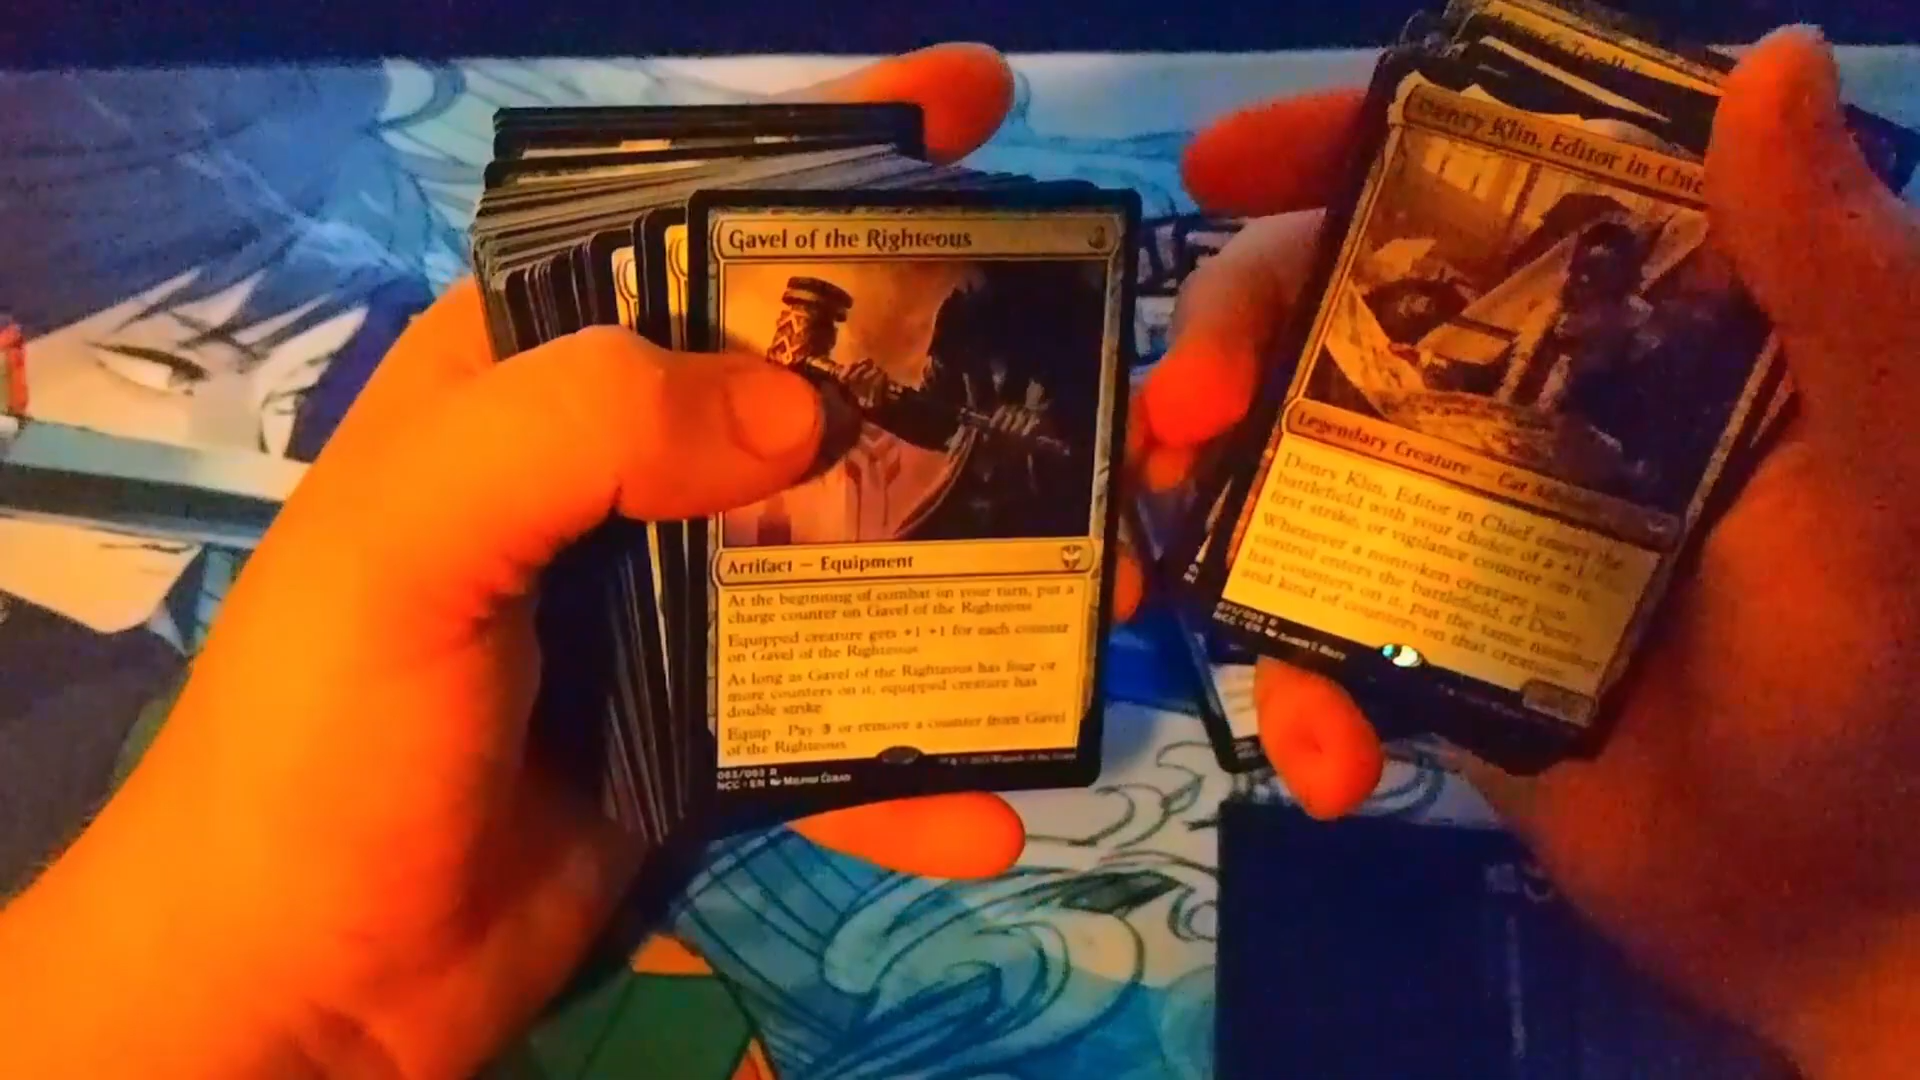 Gavel of the Righteous
Artifact — Equipment
At the beginning of combat on your turn, put a
charge counter on Gavel of the Righteous.
Equipped creature gets +1/+1 for each counter
on Gavel of the Righteous.
As long as Gavel of the Righteous has four or
more counters on it, equipped creature has
double strike.
Equip—Pay 3 or remove a counter from Gavel
of the Righteous.
NCC • EN
Denry Klin, Editor in Chie
Legendary Creature — Cat
Denry Klin, Editor in Chief enters the
battlefield with your choice of a +1
first strike, or vigilance counter on it.
Whenever a nontoken creature you
control enters the battlefield, if Denry
has counters on it, put the same number
and kind of counters on that creature.
NCC • EN